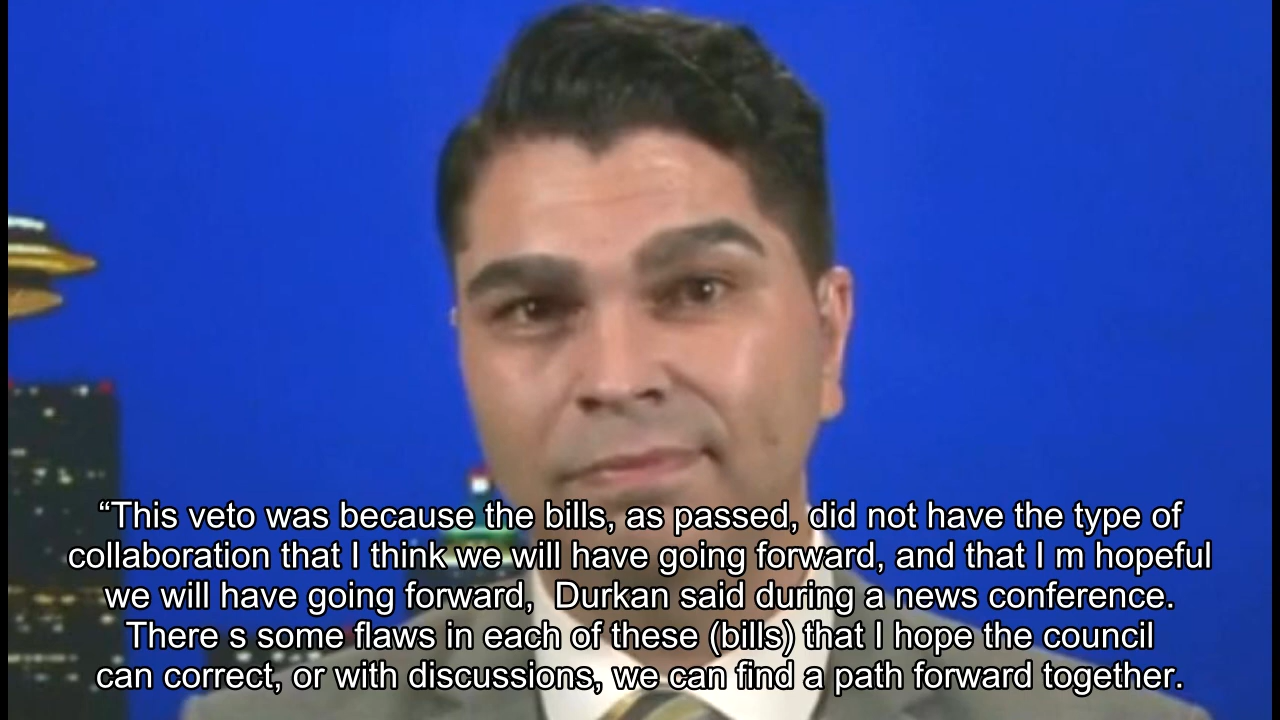 “This veto was because the bills, as passed, did not have the type of
collaboration that I think we will have going forward, and that I m hopeful
we will have going forward,  Durkan said during a news conference.
There s some flaws in each of these (bills) that I hope the council
can correct, or with discussions, we can find a path forward together.